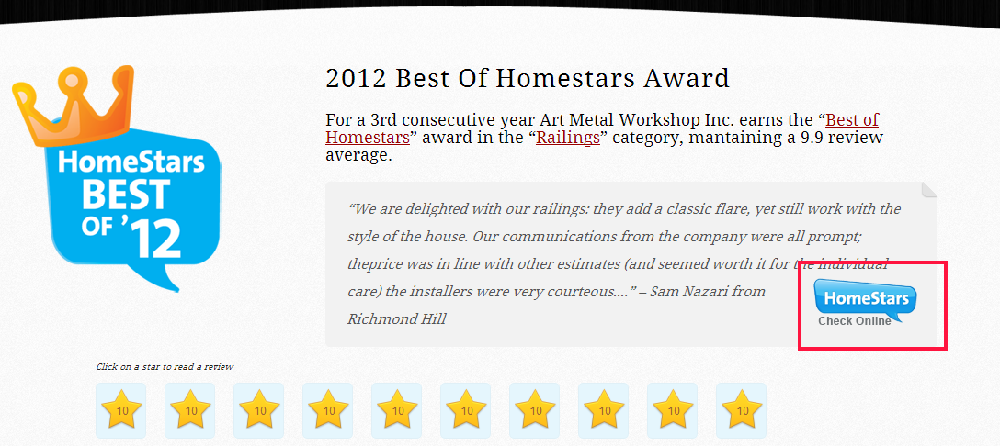 2012 Best Of Homestars Award
For a 3rd consecutive year Art Metal Workshop Inc. earns the “Best of
Homestars” award in the “Railings” category, mantaining a 9.9 review
average.
HomeStars
BEST
OF ’12
“We are delighted with our railings: they add a classic flare, yet still work with the
style of the house. Our communications from the company were all prompt;
theprice was in line with other estimates (and seemed worth it for the individual
care) the installers were very courteous....” – Sam Nazari from
Richmond Hill
HomeStars
Check Online
Click on a star to read a review
10 10 10 10 10 10 10 10 10 10